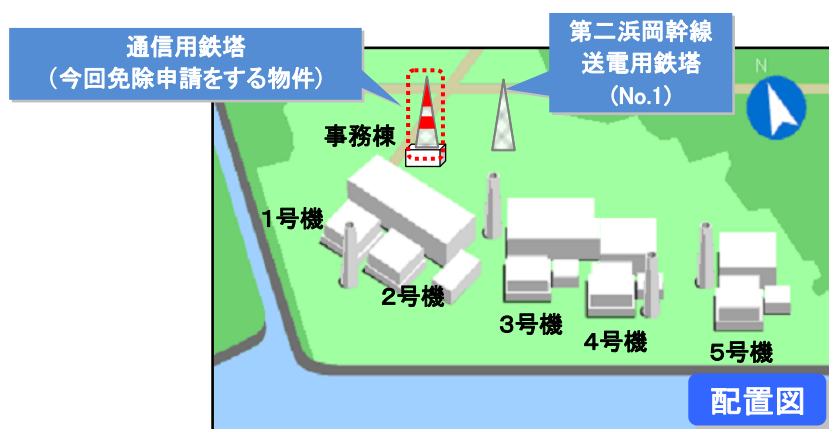 通信用鉄塔
（今回免除申請をする物件）
第二浜岡幹線
送電用鉄塔
（No.1）
N
事務棟
1号機
2号機
3号機
4号機
5号機
配置図